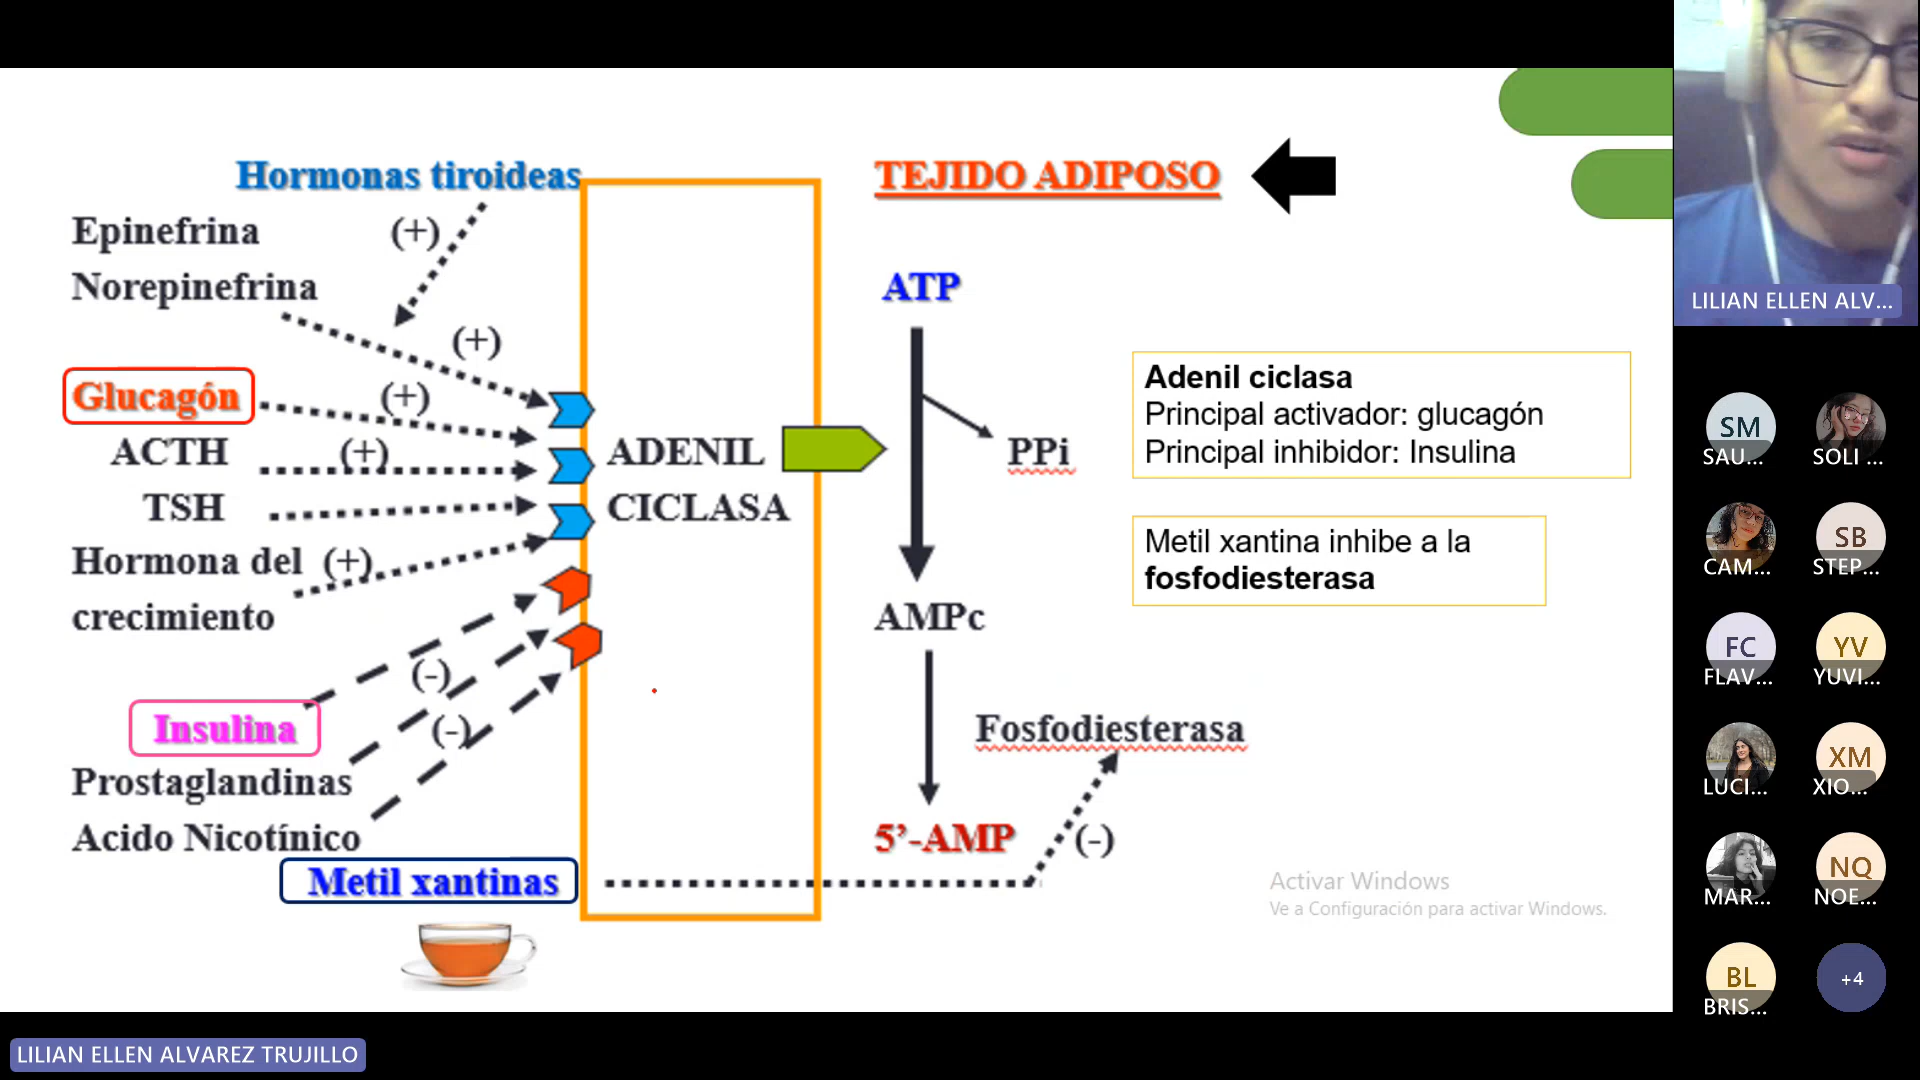 Hormonas tiroideas
TEJIDO ADIPOSO
Epinefrina
(+)
Norepinefrina
ATP
(+)
Glucagón
(+)
ACTH
(+)
TSH
Hormona del
(+)
crecimiento
ADENIL
CICLASA
PPi
Adenil ciclasa
Principal activador: glucagón
Principal inhibidor: Insulina
Metil xantina inhibe a la
fosfodiesterasa
AMPc
(-)
Insulina
(-)
Fosfodiesterasa
Prostaglandinas
Acido Nicotínico
5’-AMP
(-)
Metil xantinas
Activar Windows
Ve a Configuración para activar Windows.
LILIAN ELLEN ALV...
SM
SAU...
SOLI ...
CAM...
SB
STEP...
FC
FLAV...
YV
YUVI...
LUCI...
XM
XIO...
MAR...
NQ
NOE...
BL
BRIS...
+4
LILIAN ELLEN ALVAREZ TRUJILLO